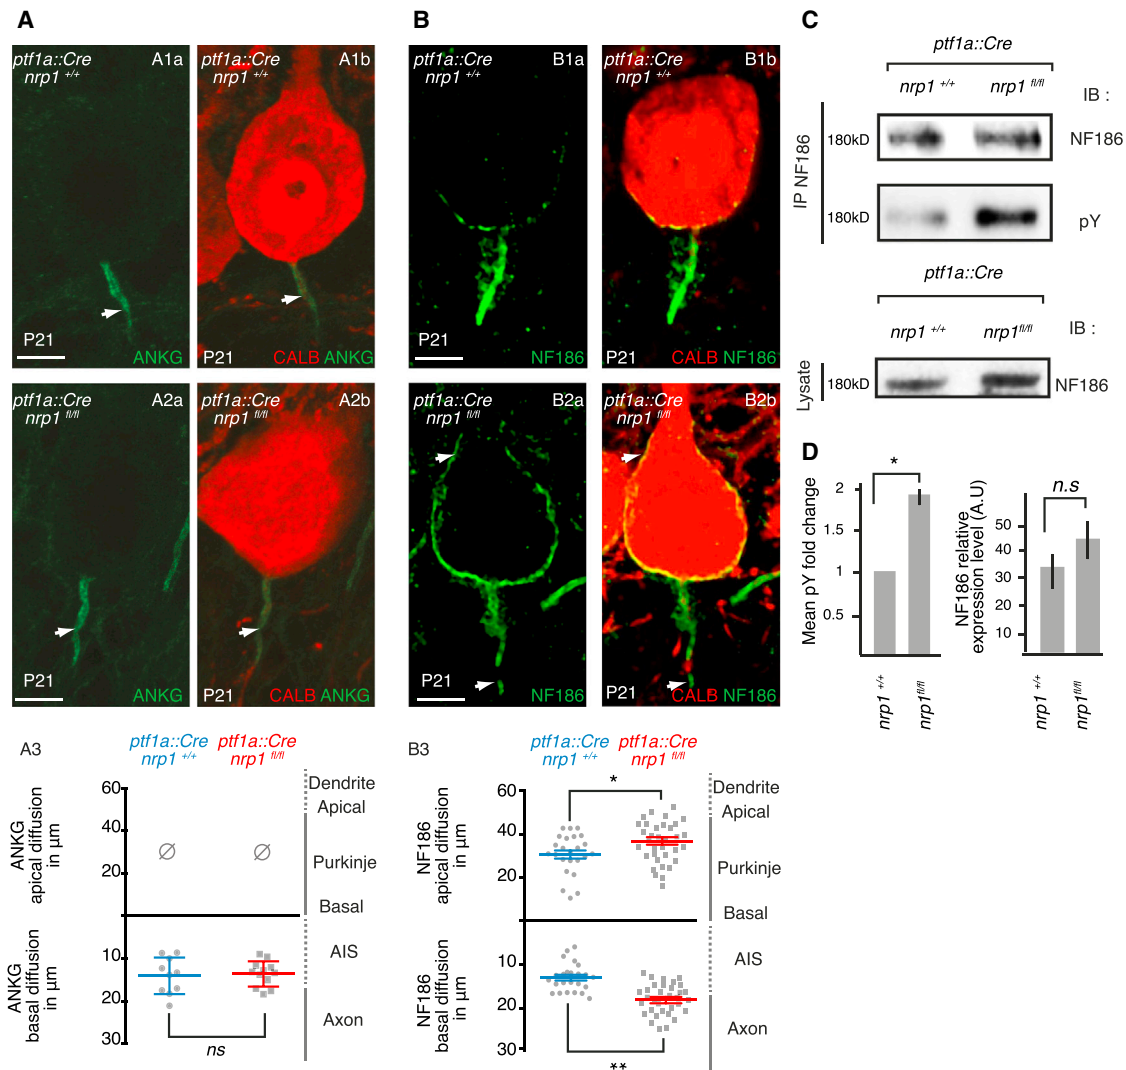 A
ptf1a::Cre
nrp1 +/+
A1a
P21
ANKG
ptf1a::Cre
nrp1 +/+
A1b
P21
CALB ANKG
ptf1a::Cre
nrp1 fl/fl
A2a
P21
ANKG
ptf1a::Cre
nrp1 fl/fl
A2b
P21
CALB ANKG
A3
ptf1a::Cre
nrp1 +/+
ptf1a::Cre
nrp1 fl/fl
ANKG
apical diffusion
in µm
60
40
20
∅
∅
Dendrite
Apical
Purkinje
Basal
ANKG
basal diffusion
in µm
10
20
30
ns
AIS
Axon
B
ptf1a::Cre
nrp1 +/+
B1a
P21
NF186
ptf1a::Cre
nrp1 +/+
B1b
P21
CALB NF186
ptf1a::Cre
nrp1 fl/fl
B2a
P21
NF186
ptf1a::Cre
nrp1 fl/fl
B2b
P21
CALB NF186
B3
ptf1a::Cre
nrp1 +/+
ptf1a::Cre
nrp1 fl/fl
NF186
apical diffusion
in µm
60
40
20
*
Dendrite
Apical
Purkinje
Basal
NF186
basal diffusion
in µm
10
20
30
**
AIS
Axon
C
ptf1a::Cre
nrp1 +/+
nrp1 fl/fl
IB :
IP NF186
180kD
NF186
180kD
pY
ptf1a::Cre
nrp1 +/+
nrp1 fl/fl
IB :
Lysate
180kD
NF186
D
Mean pY fold change
2
1.5
1
0.5
*
nrp1 +/+
nrp1 fl/fl
NF186 relative
expression level (A.U)
50
40
30
10
n.s
nrp1 +/+
nrp1 fl/fl